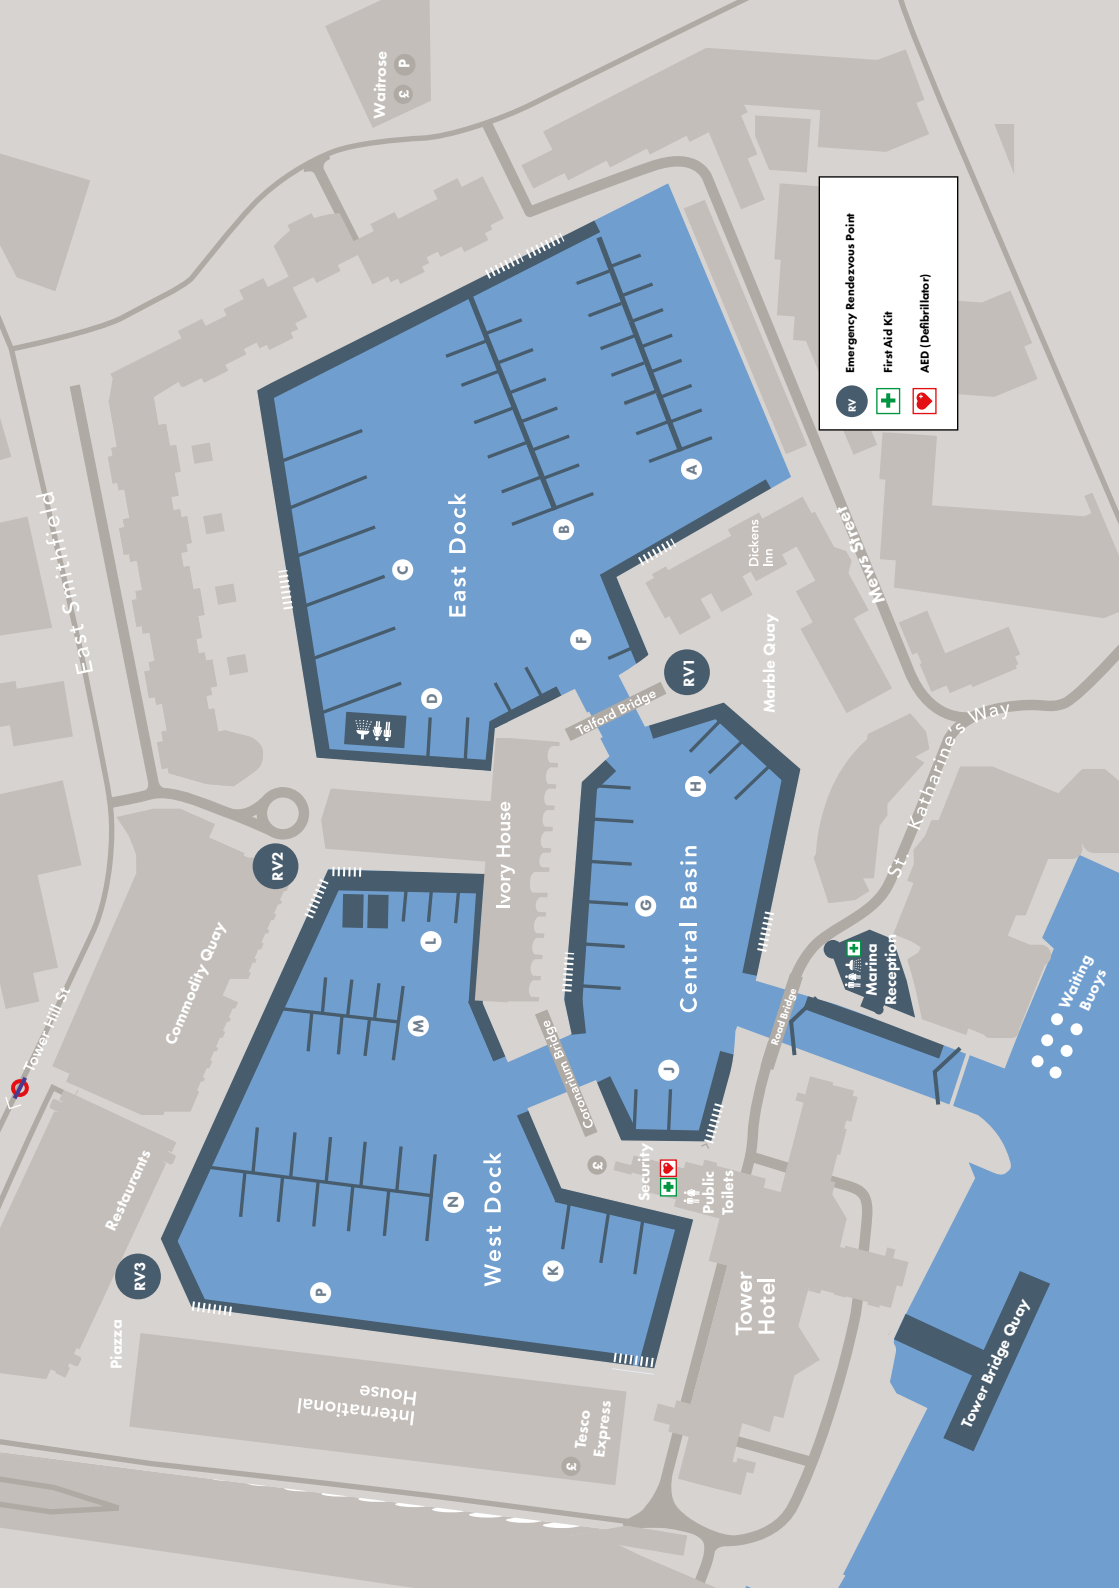 Waitrose
£ P
East Smithfield
East Dock
A
B
C
D
F
Dickens
Inn
Mews Street
Marble Quay
RV1
Telford Bridge
Ivory House
RV2
Commodity Quay
Tower Hill St
Central Basin
G
H
J
St. Katharine's Way
Road Bridge
Marina
Reception
Waiting
Buoys
Coronarium Bridge
L
M
N
P
K
West Dock
Restaurants
RV3
Piazza
£
Security
Public
Toilets
Tower
Hotel
International
House
Tesco
Express
£
Tower Bridge Quay
RV
Emergency Rendezvous Point
First Aid Kit
AED (Defibrillator)